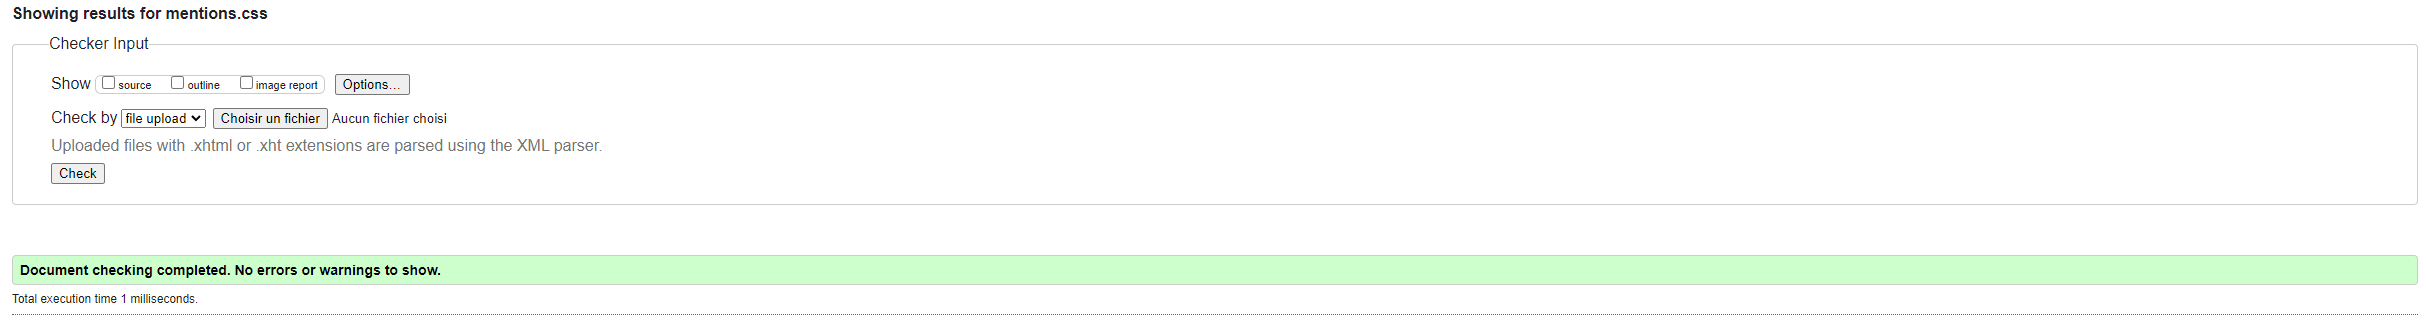 Showing results for mentions.css
Checker Input
Show source outline image report Options...
Check by file upload Choisir un fichier Aucun fichier choisi
Uploaded files with .xhtml or .xht extensions are parsed using the XML parser.
Check
Document checking completed. No errors or warnings to show.
Total execution time 1 milliseconds.